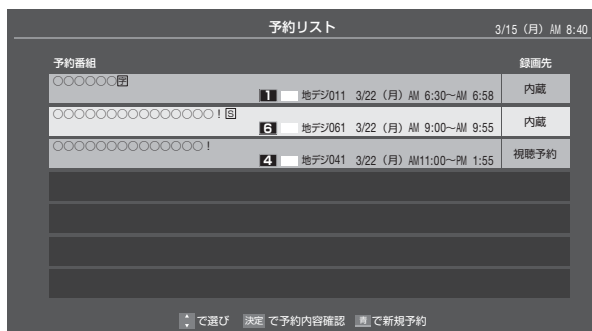 予約リスト 3/15（月）AM 8:40
予約番組 録画先
○○○○○○字
1 地デジ011 3/22（月）AM 6:30～AM 6:58 内蔵
○○○○○○○○○○○○○○○！S
6 地デジ061 3/22（月）AM 9:00～AM 9:55 内蔵
○○○○○○○○○○○○○○！
4 地デジ041 3/22（月）AM11:00～PM 1:55 視聴予約
で選び 決定 で予約内容確認 青 で新規予約